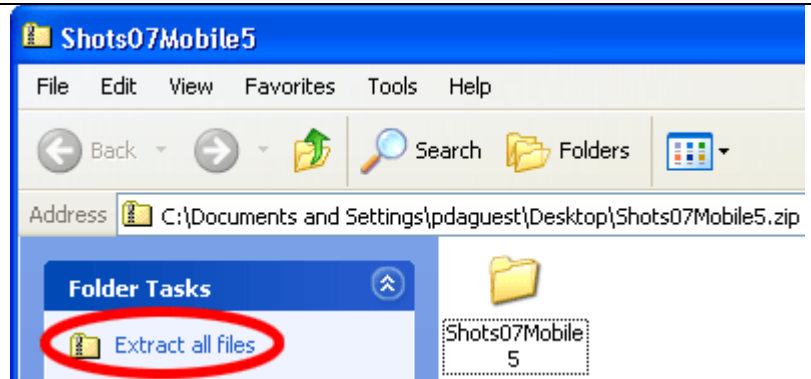 Shots07Mobile5
File Edit View Favorites Tools Help
Back Search Folders
Address C:\Documents and Settings\pdaguest\Desktop\Shots07Mobile5.zip
Folder Tasks
Extract all files
Shots07Mobile
5